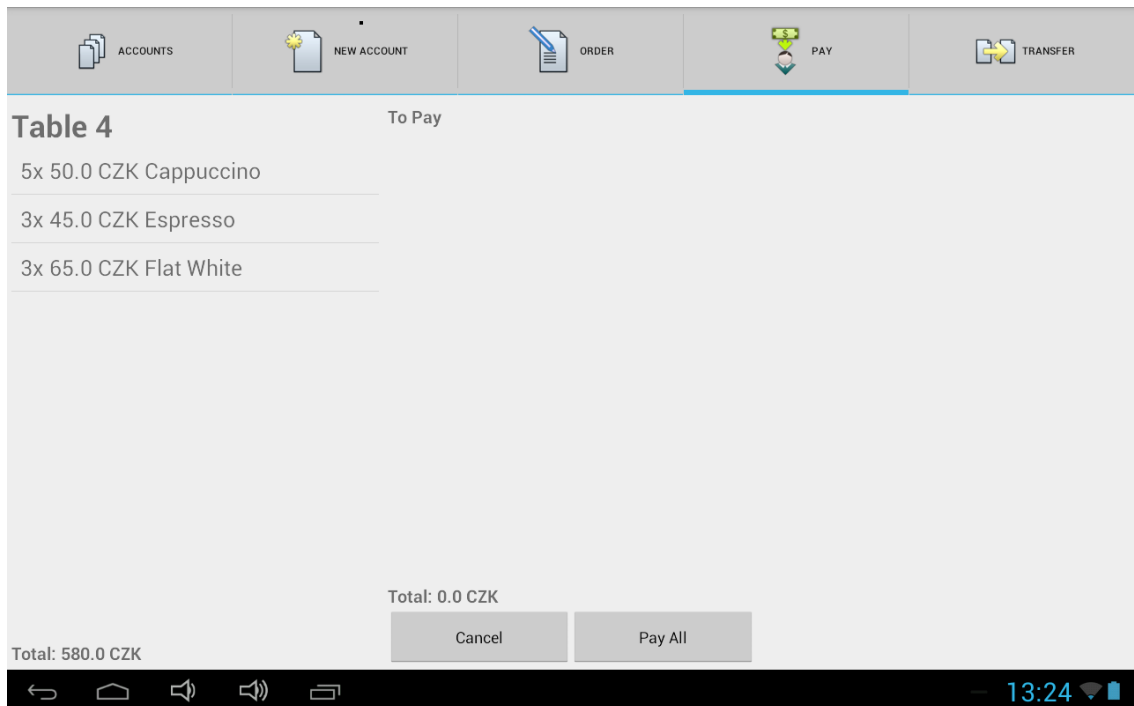 ACCOUNTS
NEW ACCOUNT
ORDER
$
PAY
TRANSFER
Table 4
5x 50.0 CZK Cappuccino
3x 45.0 CZK Espresso
3x 65.0 CZK Flat White
Total: 580.0 CZK
To Pay
Total: 0.0 CZK
Cancel
Pay All
13:24